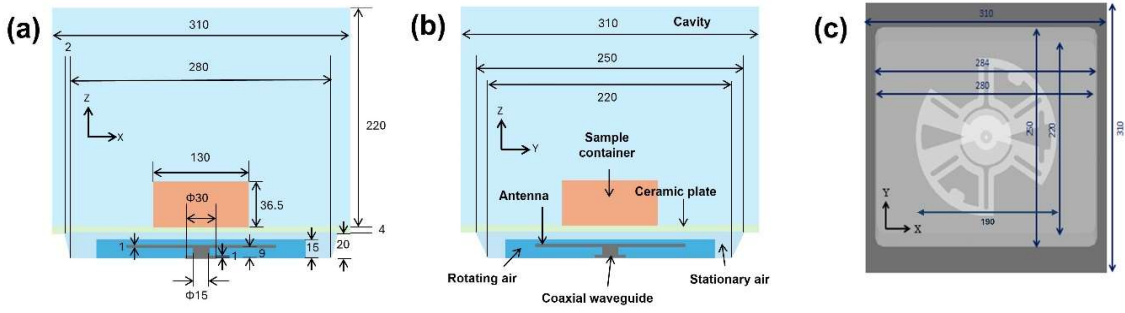 (a)
310
2
280
Z
X
220
130
Φ30
36.5
4
1
1
9
15
20
Φ15
(b)
310
Cavity
250
220
Z
Y
Sample
container
Antenna
Ceramic plate
Rotating air
Stationary air
Coaxial waveguide
(c)
310
284
280
250
220
310
Y
X
190